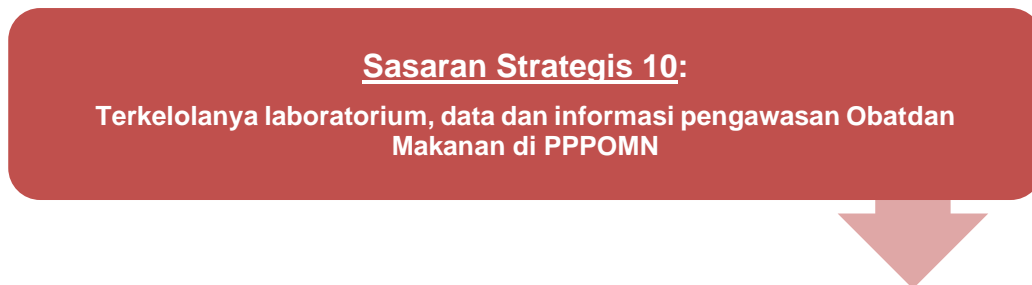 Sasaran Strategis 10:
Terkelolanya laboratorium, data dan informasi pengawasan Obatdan
Makanan di PPPOMN